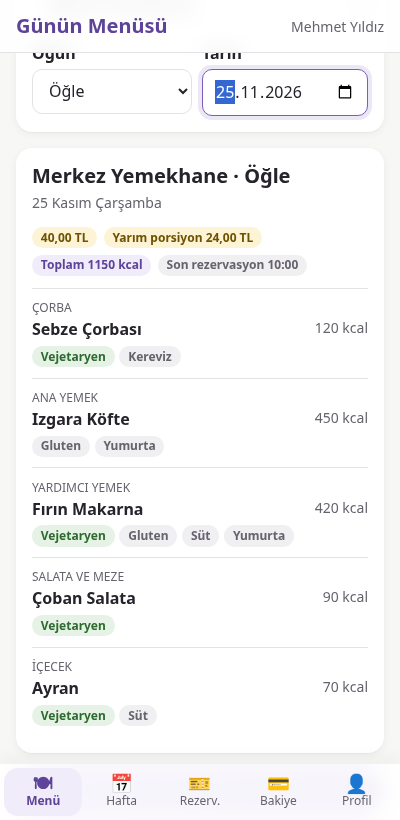 Günün Menüsü
Mehmet Yıldız
Öğün
Tarih
Öğle
25.11.2026
Merkez Yemekhane · Öğle
25 Kasım Çarşamba
40,00 TL
Yarım porsiyon 24,00 TL
Toplam 1150 kcal
Son rezervasyon 10:00
ÇORBA
Sebze Çorbası
120 kcal
Vejetaryen
Kereviz
ANA YEMEK
Izgara Köfte
450 kcal
Gluten
Yumurta
YARDIMCI YEMEK
Fırın Makarna
420 kcal
Vejetaryen
Gluten
Süt
Yumurta
SALATA VE MEZE
Çoban Salata
90 kcal
Vejetaryen
İÇECEK
Ayran
70 kcal
Vejetaryen
Süt
Menü
Hafta
Rezerv.
Bakiye
Profil